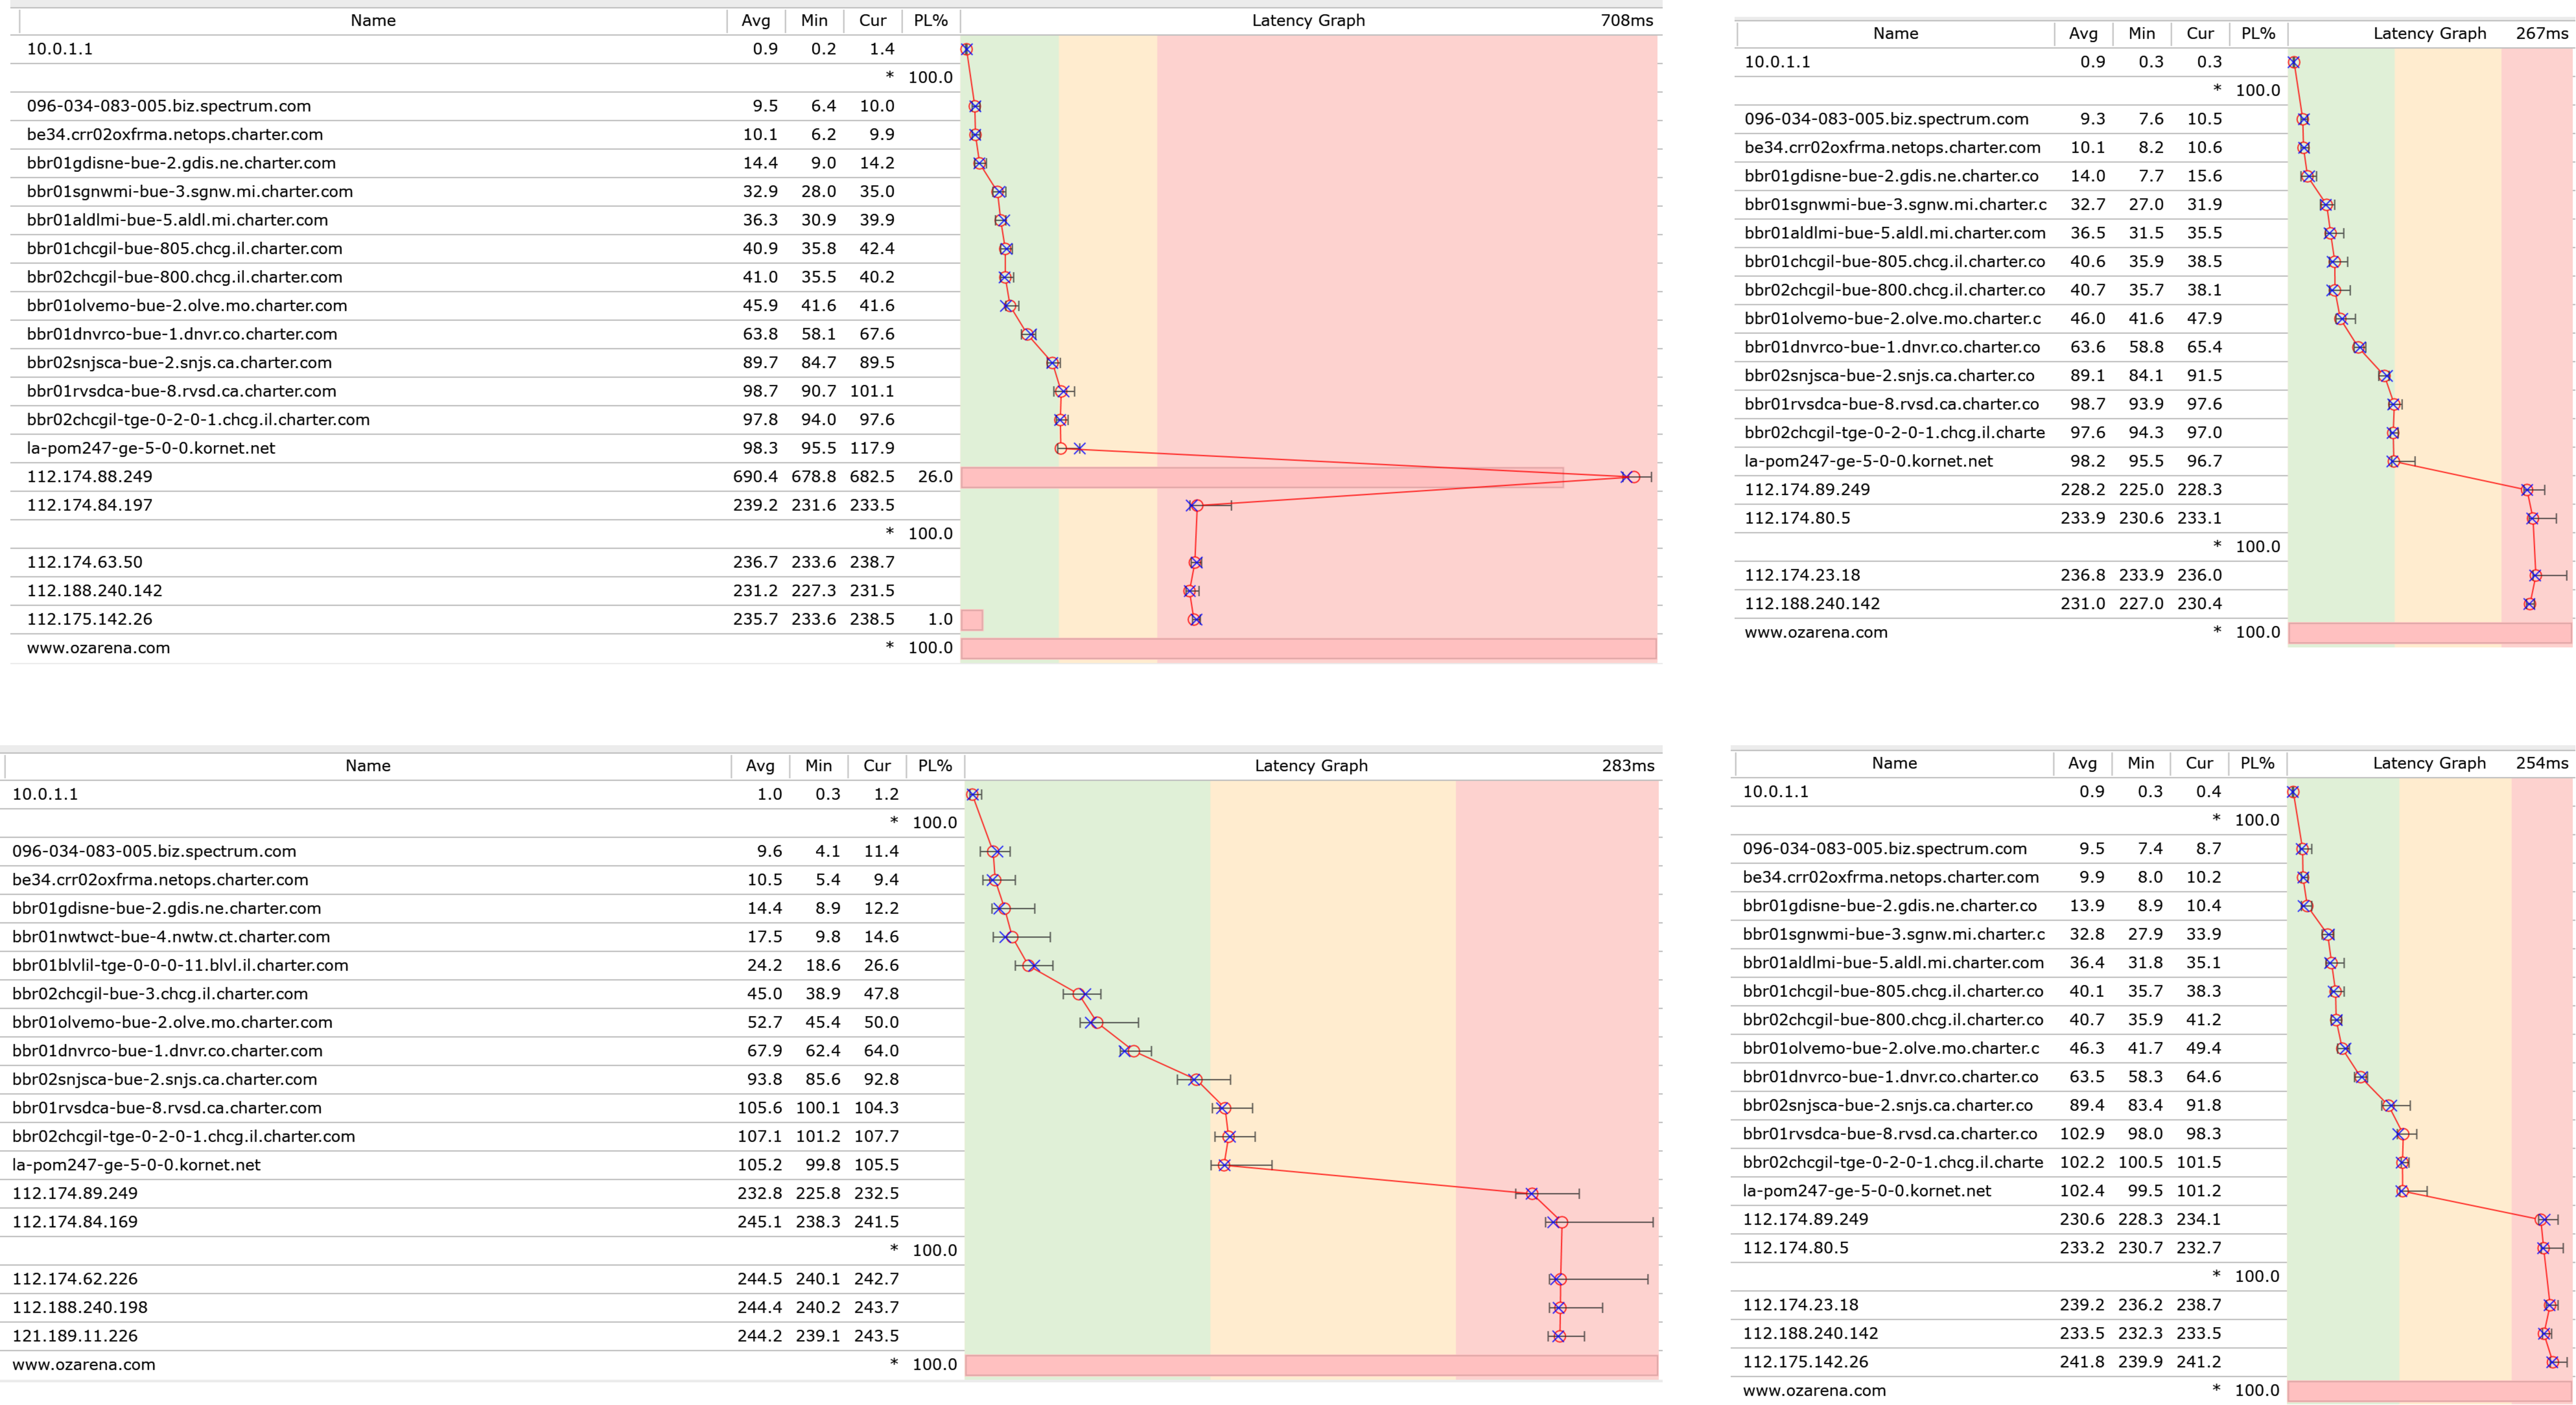 Name Avg Min Cur PL% Latency Graph 708ms
10.0.1.1 0.9 0.2 1.4
* 100.0
096-034-083-005.biz.spectrum.com 9.5 6.4 10.0
be34.crr02oxfrma.netops.charter.com 10.1 6.2 9.9
bbr01gdisne-bue-2.gdis.ne.charter.com 14.4 9.0 14.2
bbr01sgnwmi-bue-3.sgnw.mi.charter.com 32.9 28.0 35.0
bbr01aldlmi-bue-5.aldl.mi.charter.com 36.3 30.9 39.9
bbr01chcgil-bue-805.chcg.il.charter.com 40.9 35.8 42.4
bbr02chcgil-bue-800.chcg.il.charter.com 41.0 35.5 40.2
bbr01olvemo-bue-2.olve.mo.charter.com 45.9 41.6 41.6
bbr01dnvrco-bue-1.dnvr.co.charter.com 63.8 58.1 67.6
bbr02snjsca-bue-2.snjs.ca.charter.com 89.7 84.7 89.5
bbr01rvsdca-bue-8.rvsd.ca.charter.com 98.7 90.7 101.1
bbr02chcgil-tge-0-2-0-1.chcg.il.charter.com 97.8 94.0 97.6
la-pom247-ge-5-0-0.kornet.net 98.3 95.5 117.9
112.174.88.249 690.4 678.8 682.5 26.0
112.174.84.197 239.2 231.6 233.5
* 100.0
112.174.63.50 236.7 233.6 238.7
112.188.240.142 231.2 227.3 231.5
112.175.142.26 235.7 233.6 238.5 1.0
www.ozarena.com * 100.0
Name Avg Min Cur PL% Latency Graph 267ms
10.0.1.1 0.9 0.3 0.3
* 100.0
096-034-083-005.biz.spectrum.com 9.3 7.6 10.5
be34.crr02oxfrma.netops.charter.com 10.1 8.2 10.6
bbr01gdisne-bue-2.gdis.ne.charter.co 14.0 7.7 15.6
bbr01sgnwmi-bue-3.sgnw.mi.charter.c 32.7 27.0 31.9
bbr01aldlmi-bue-5.aldl.mi.charter.com 36.5 31.5 35.5
bbr01chcgil-bue-805.chcg.il.charter.co 40.6 35.9 38.5
bbr02chcgil-bue-800.chcg.il.charter.co 40.7 35.7 38.1
bbr01olvemo-bue-2.olve.mo.charter.c 46.0 41.6 47.9
bbr01dnvrco-bue-1.dnvr.co.charter.co 63.6 58.8 65.4
bbr02snjsca-bue-2.snjs.ca.charter.co 89.1 84.1 91.5
bbr01rvsdca-bue-8.rvsd.ca.charter.co 98.7 93.9 97.6
bbr02chcgil-tge-0-2-0-1.chcg.il.charte 97.6 94.3 97.0
la-pom247-ge-5-0-0.kornet.net 98.2 95.5 96.7
112.174.89.249 228.2 225.0 228.3
112.174.80.5 233.9 230.6 233.1
* 100.0
112.174.23.18 236.8 233.9 236.0
112.188.240.142 231.0 227.0 230.4
www.ozarena.com * 100.0
Name Avg Min Cur PL% Latency Graph 283ms
10.0.1.1 1.0 0.3 1.2
* 100.0
096-034-083-005.biz.spectrum.com 9.6 4.1 11.4
be34.crr02oxfrma.netops.charter.com 10.5 5.4 9.4
bbr01gdisne-bue-2.gdis.ne.charter.com 14.4 8.9 12.2
bbr01nwtwct-bue-4.nwtw.ct.charter.com 17.5 9.8 14.6
bbr01blvlil-tge-0-0-0-11.blvl.il.charter.com 24.2 18.6 26.6
bbr02chcgil-bue-3.chcg.il.charter.com 45.0 38.9 47.8
bbr01olvemo-bue-2.olve.mo.charter.com 52.7 45.4 50.0
bbr01dnvrco-bue-1.dnvr.co.charter.com 67.9 62.4 64.0
bbr02snjsca-bue-2.snjs.ca.charter.com 93.8 85.6 92.8
bbr01rvsdca-bue-8.rvsd.ca.charter.com 105.6 100.1 104.3
bbr02chcgil-tge-0-2-0-1.chcg.il.charter.com 107.1 101.2 107.7
la-pom247-ge-5-0-0.kornet.net 105.2 99.8 105.5
112.174.89.249 232.8 225.8 232.5
112.174.84.169 245.1 238.3 241.5
* 100.0
112.174.62.226 244.5 240.1 242.7
112.188.240.198 244.4 240.2 243.7
121.189.11.226 244.2 239.1 243.5
www.ozarena.com * 100.0
Name Avg Min Cur PL% Latency Graph 254ms
10.0.1.1 0.9 0.3 0.4
* 100.0
096-034-083-005.biz.spectrum.com 9.5 7.4 8.7
be34.crr02oxfrma.netops.charter.com 9.9 8.0 10.2
bbr01gdisne-bue-2.gdis.ne.charter.co 13.9 8.9 10.4
bbr01sgnwmi-bue-3.sgnw.mi.charter.c 32.8 27.9 33.9
bbr01aldlmi-bue-5.aldl.mi.charter.com 36.4 31.8 35.1
bbr01chcgil-bue-805.chcg.il.charter.co 40.1 35.7 38.3
bbr02chcgil-bue-800.chcg.il.charter.co 40.7 35.9 41.2
bbr01olvemo-bue-2.olve.mo.charter.c 46.3 41.7 49.4
bbr01dnvrco-bue-1.dnvr.co.charter.co 63.5 58.3 64.6
bbr02snjsca-bue-2.snjs.ca.charter.co 89.4 83.4 91.8
bbr01rvsdca-bue-8.rvsd.ca.charter.co 102.9 98.0 98.3
bbr02chcgil-tge-0-2-0-1.chcg.il.charte 102.2 100.5 101.5
la-pom247-ge-5-0-0.kornet.net 102.4 99.5 101.2
112.174.89.249 230.6 228.3 234.1
112.174.80.5 233.2 230.7 232.7
* 100.0
112.174.23.18 239.2 236.2 238.7
112.188.240.142 233.5 232.3 233.5
112.175.142.26 241.8 239.9 241.2
www.ozarena.com * 100.0